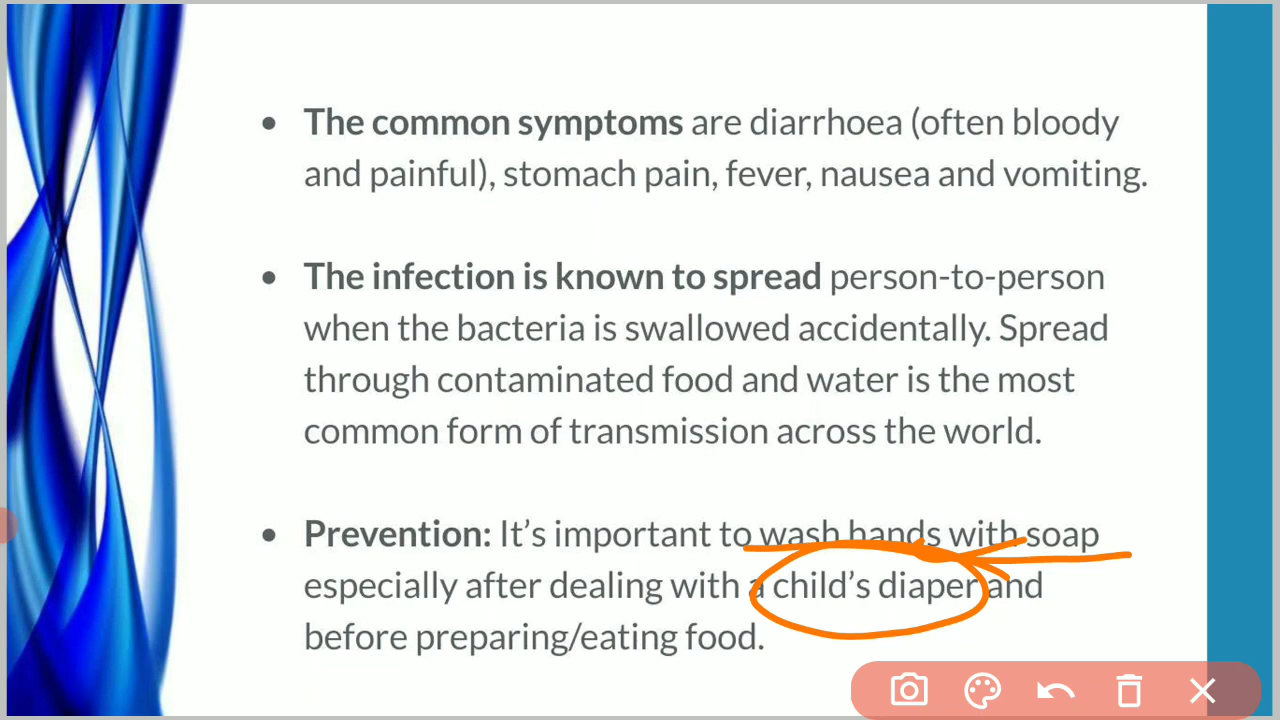 • The common symptoms are diarrhoea (often bloody
and painful), stomach pain, fever, nausea and vomiting.
• The infection is known to spread person-to-person
when the bacteria is swallowed accidentally. Spread
through contaminated food and water is the most
common form of transmission across the world.
• Prevention: It’s important to wash hands with soap
especially after dealing with a child’s diaper and
before preparing/eating food.